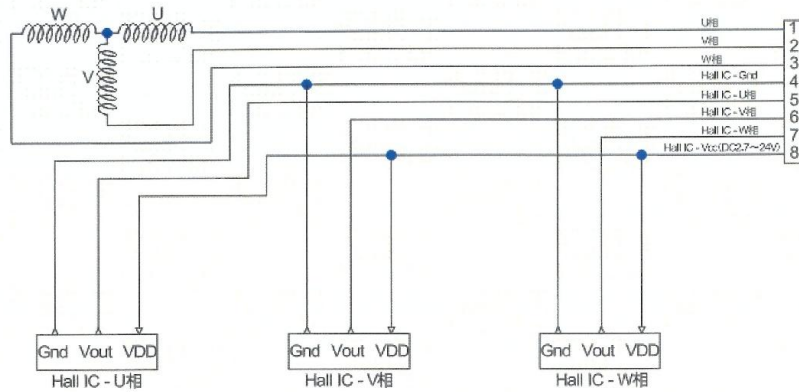 W
U
V
U相
1
V相
2
W相
3
Hall IC - Gnd
4
Hall IC - U相
5
Hall IC - V相
6
Hall IC - W相
7
Hall IC - Vcc(DC2.7～24V)
8
Gnd Vout VDD
Hall IC - U相
Gnd Vout VDD
Hall IC - V相
Gnd Vout VDD
Hall IC - W相